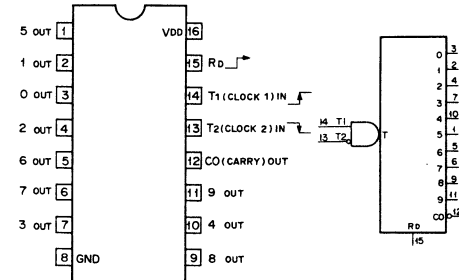 5 OUT 1
1 OUT 2
0 OUT 3
2 OUT 4
6 OUT 5
7 OUT 6
3 OUT 7
8 GND
VDD 16
15 RD
14 T1 (CLOCK 1) IN
13 T2 (CLOCK 2) IN
12 CO (CARRY) OUT
11 9 OUT
10 4 OUT
9 8 OUT
14 T1
13 T2
T
0 3
1 2
2 4
3 7
4 10
5 1
6 5
7 6
8 9
9 11
CO 12
RD
15